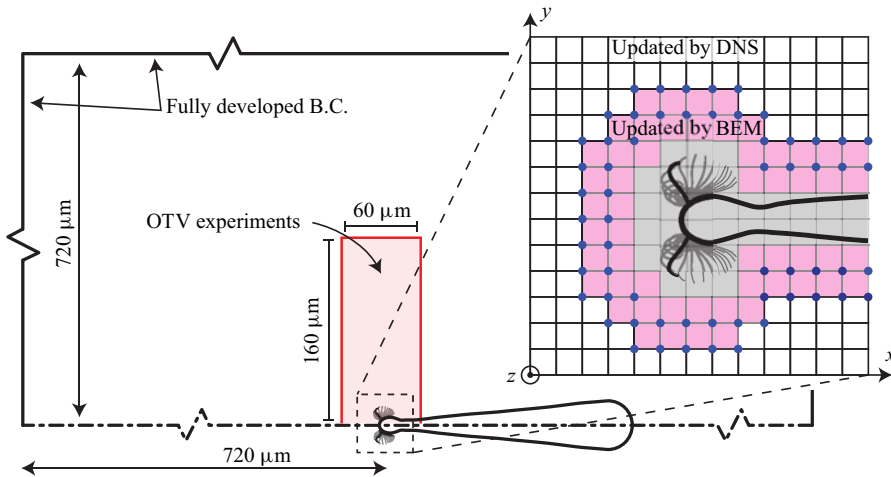 y
Updated by DNS
Fully developed B.C.
Updated by BEM
60 μm
OTV experiments
720 μm
160 μm
x
z
720 μm